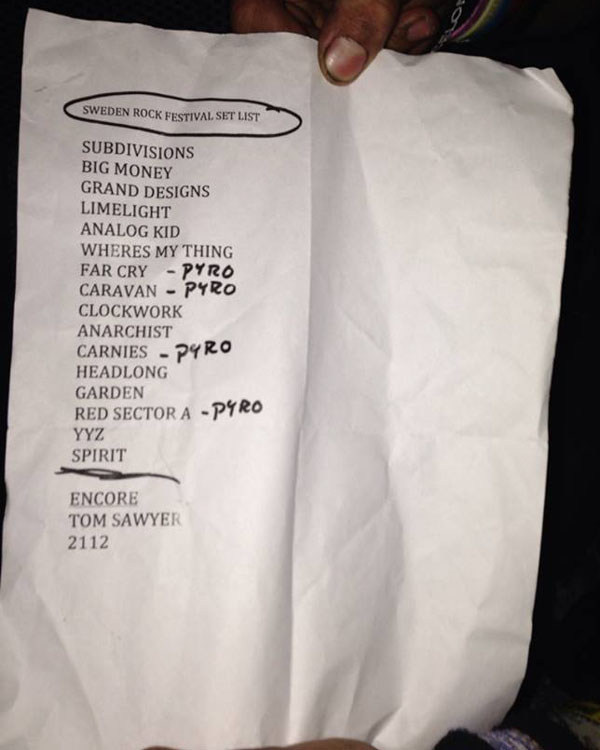 SWEDEN ROCK FESTIVAL SET LIST
SUBDIVISIONS
BIG MONEY
GRAND DESIGNS
LIMELIGHT
ANALOG KID
WHERES MY THING
FAR CRY - PYRO
CARAVAN - PYRO
CLOCKWORK
ANARCHIST
CARNIES - PYRO
HEADLONG
GARDEN
RED SECTOR A - PYRO
YYZ
SPIRIT
ENCORE
TOM SAWYER
2112